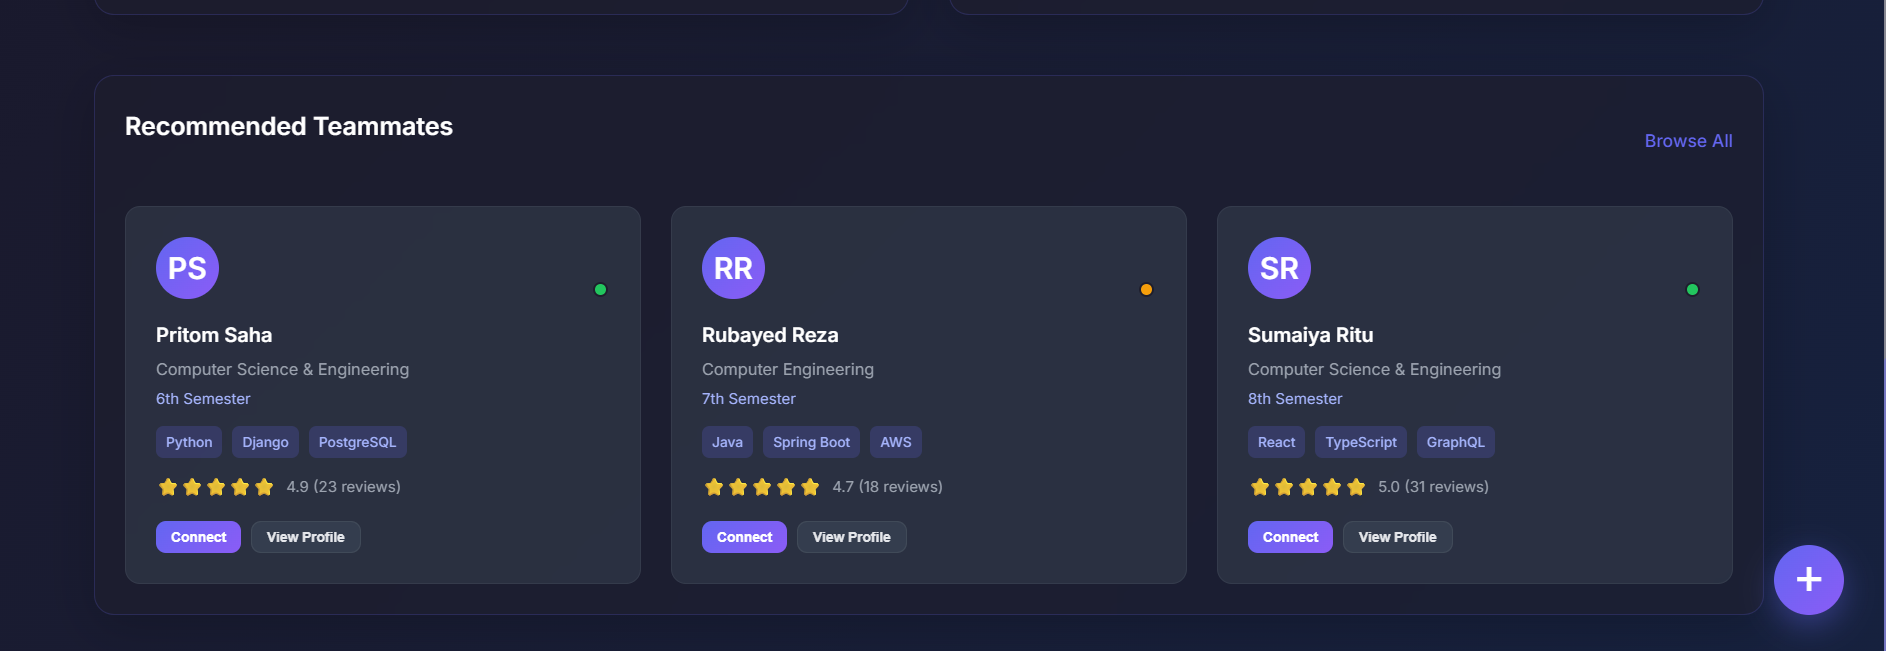 Recommended Teammates
Browse All
PS
Pritom Saha
Computer Science & Engineering
6th Semester
Python Django PostgreSQL
4.9 (23 reviews)
Connect View Profile
RR
Rubayed Reza
Computer Engineering
7th Semester
Java Spring Boot AWS
4.7 (18 reviews)
Connect View Profile
SR
Sumaiya Ritu
Computer Science & Engineering
8th Semester
React TypeScript GraphQL
5.0 (31 reviews)
Connect View Profile
+